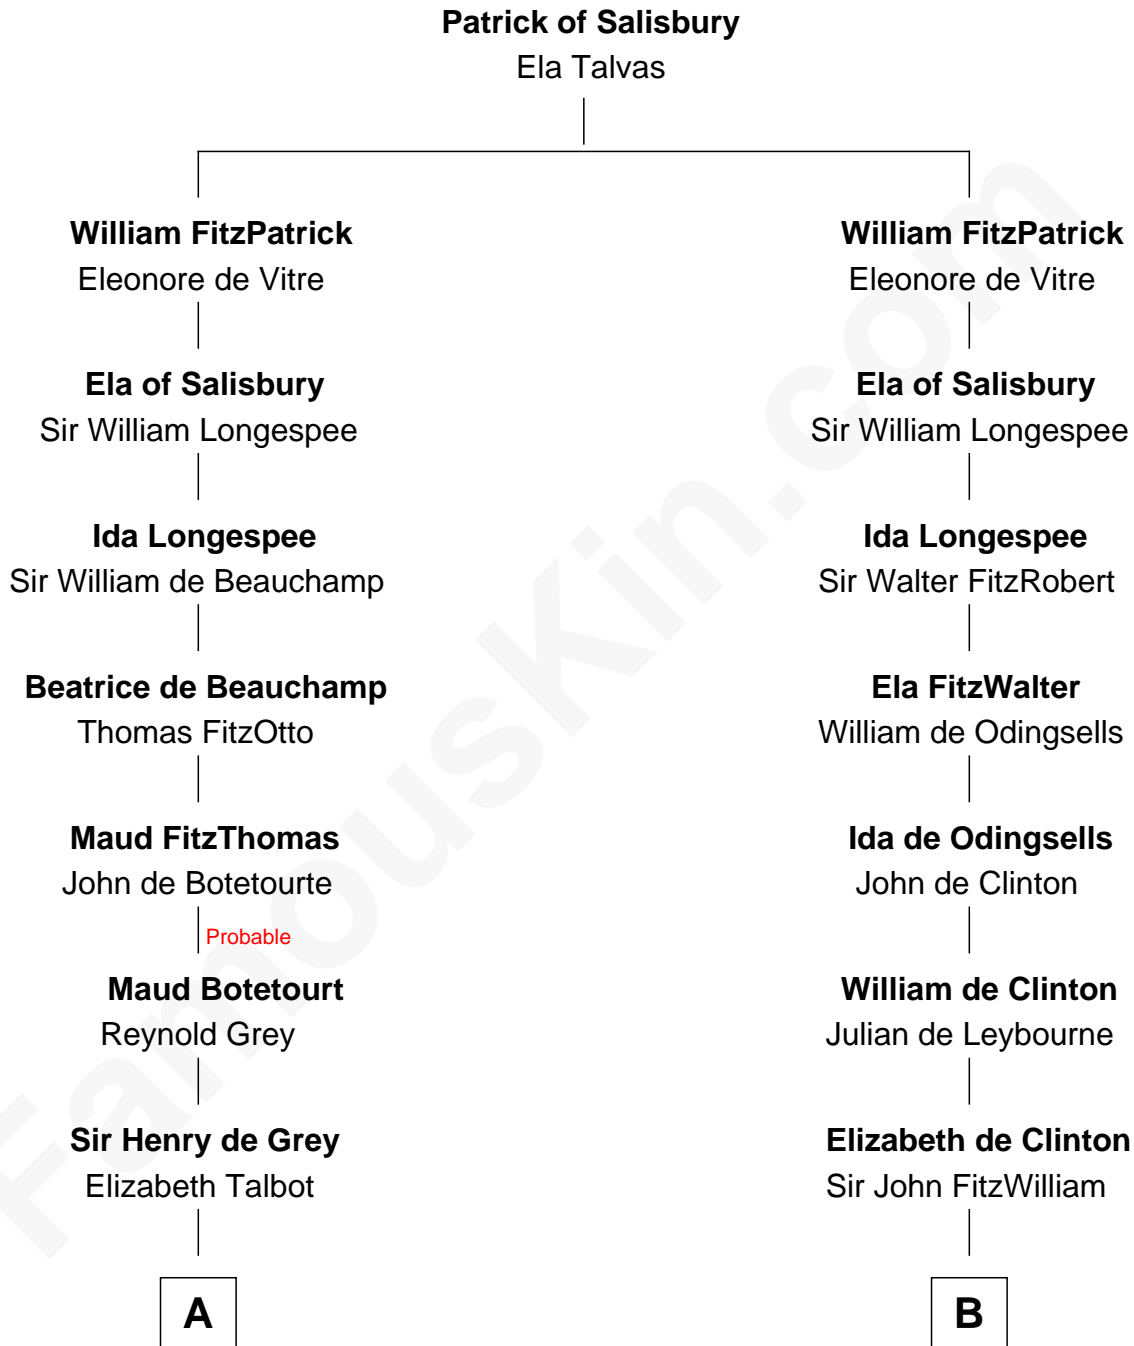 Patrick of Salisbury
Ela Talvas
William FitzPatrick
Eleonore de Vitre
Ela of Salisbury
Sir William Longespee
Ida Longespee
Sir William de Beauchamp
Beatrice de Beauchamp
Thomas FitzOtto
Maud FitzThomas
John de Botetourte
Probable
Maud Botetourt
Reynold Grey
Sir Henry de Grey
Elizabeth Talbot
A
William FitzPatrick
Eleonore de Vitre
Ela of Salisbury
Sir William Longespee
Ida Longespee
Sir Walter FitzRobert
Ela FitzWalter
William de Odingsells
Ida de Odingsells
John de Clinton
William de Clinton
Julian de Leybourne
Elizabeth de Clinton
Sir John FitzWilliam
B
FamousKin.com